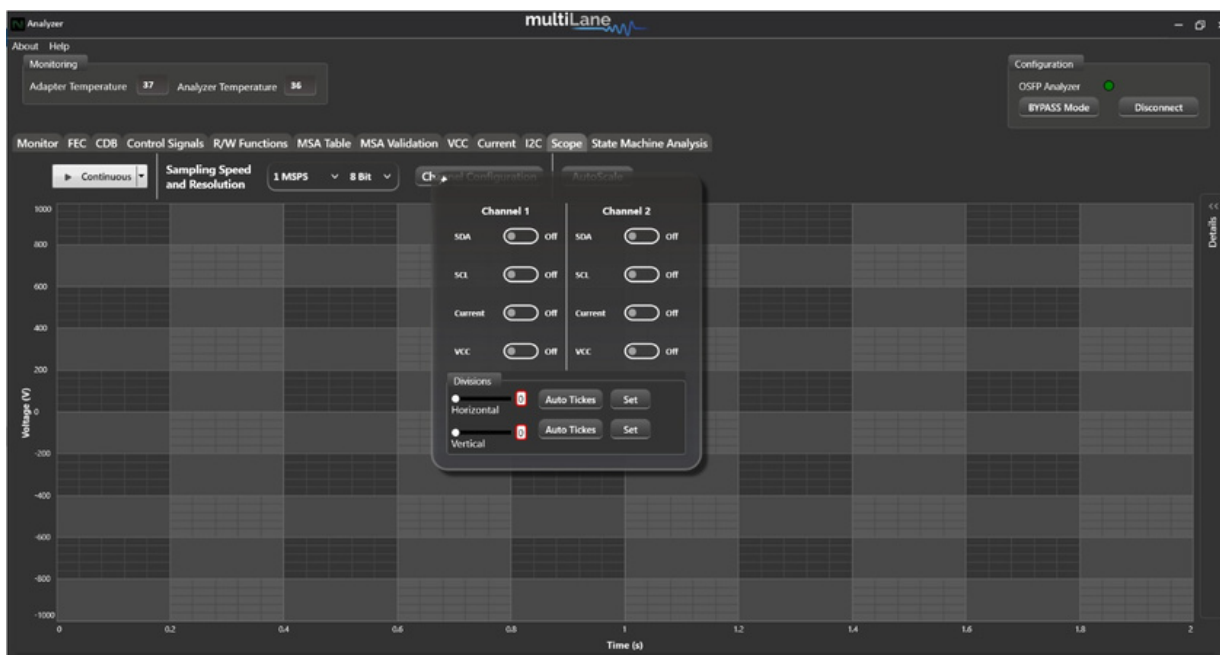 Analyzer
multiLane
About Help
Monitoring
Adapter Temperature 37 Analyzer Temperature 36
Configuration
OSFP Analyzer
BYPASS Mode Disconnect
Monitor FEC CDB Control Signals R/W Functions MSA Table MSA Validation VCC Current I2C Scope State Machine Analysis
Continuous
Sampling Speed
and Resolution
1 MSPS 8 Bit
Channel Configuration AutoScale
Channel 1 Channel 2
SDA Off SDA Off
SCL Off SCL Off
Current Off Current Off
VCC Off VCC Off
Divisions
0 Auto Tickes Set
Horizontal
0 Auto Tickes Set
Vertical
<< Details
Voltage (V)
1000
800
600
400
200
0
-200
-400
-600
-800
-1000
0 0.2 0.4 0.6 0.8 1 1.2 1.4 1.6 1.8 2
Time (s)